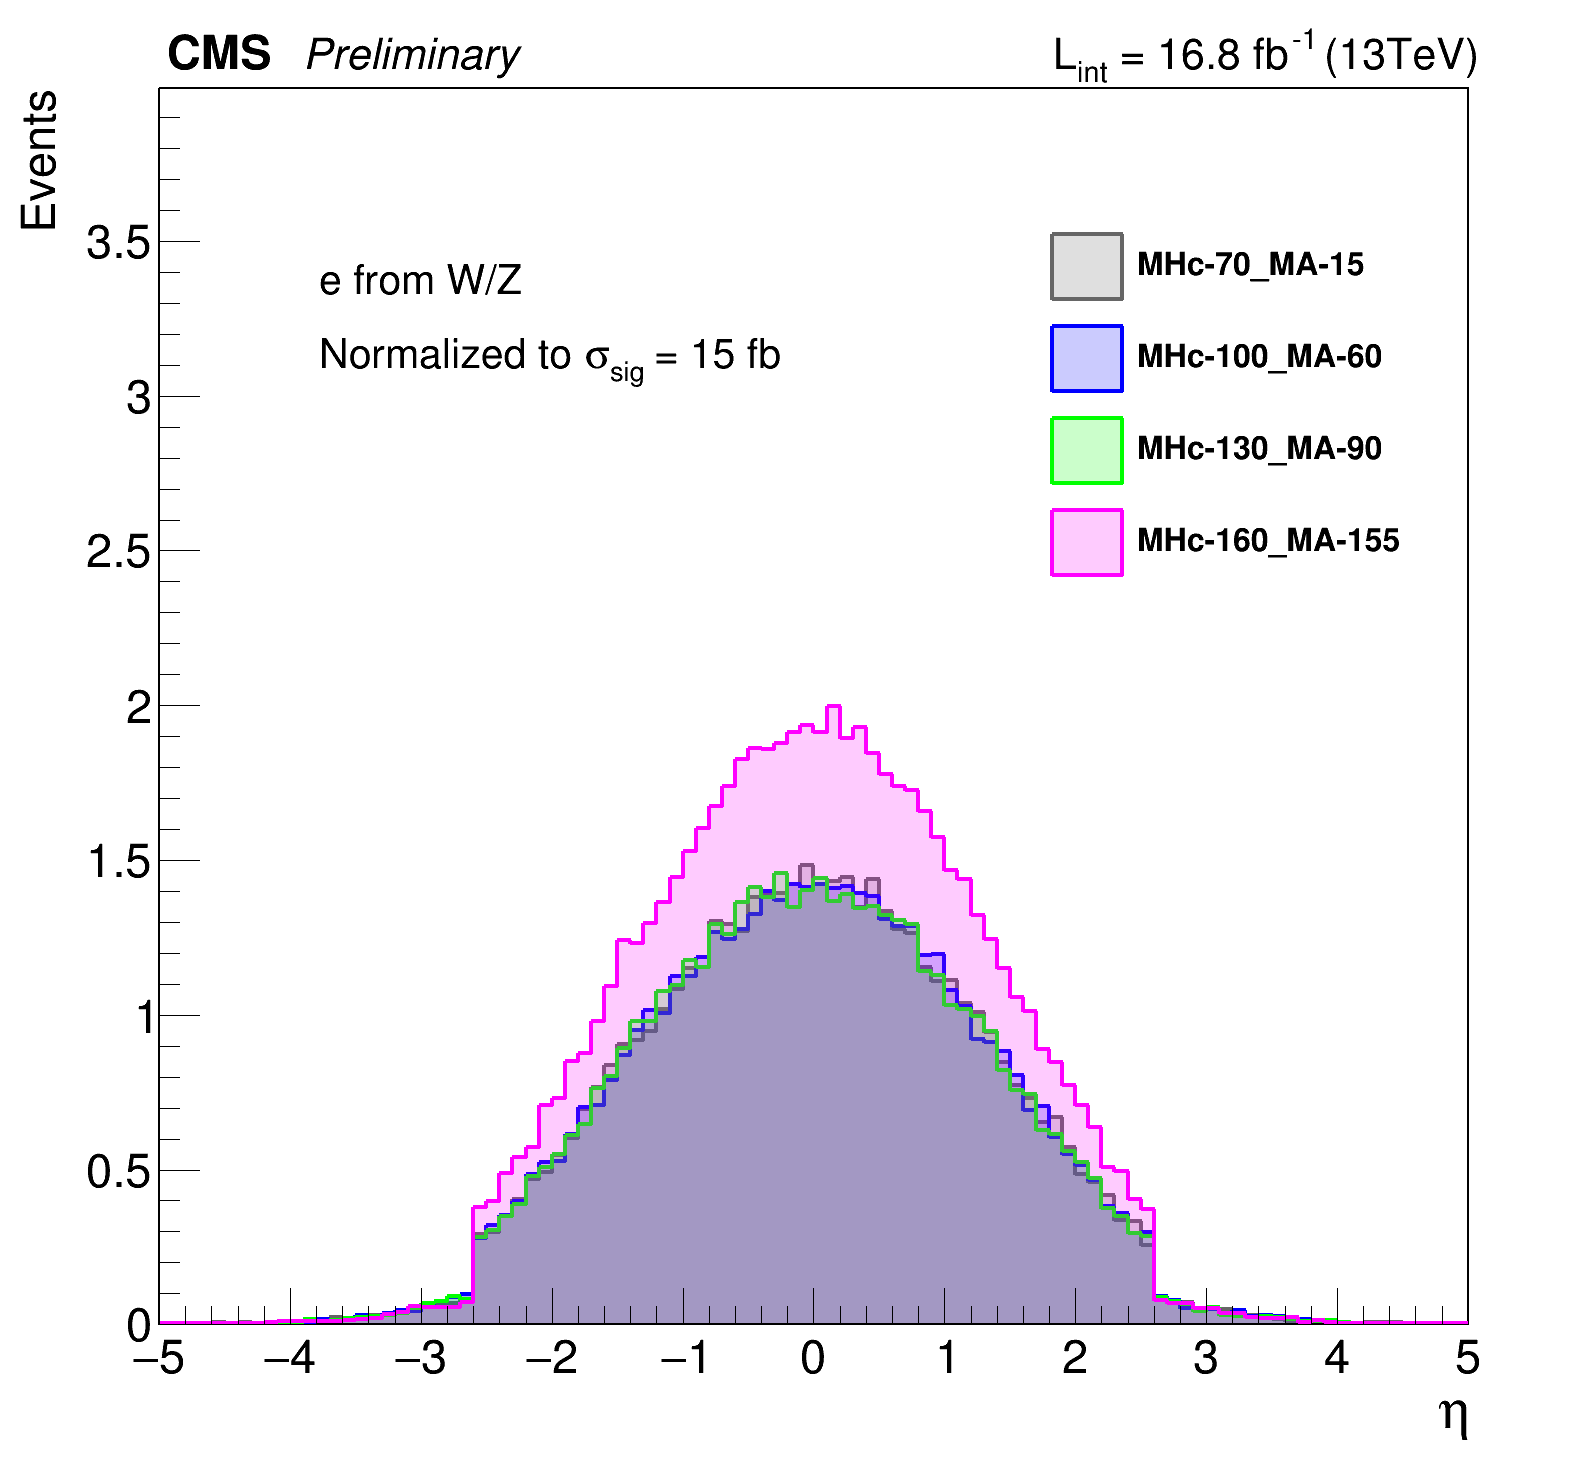 CMS Preliminary
L_int = 16.8 fb^-1 (13TeV)
Events
3.5
3
2.5
2
1.5
1
0.5
0
e from W/Z
Normalized to σ_sig = 15 fb
MHc-70_MA-15
MHc-100_MA-60
MHc-130_MA-90
MHc-160_MA-155
−5 −4 −3 −2 −1 0 1 2 3 4 5
η